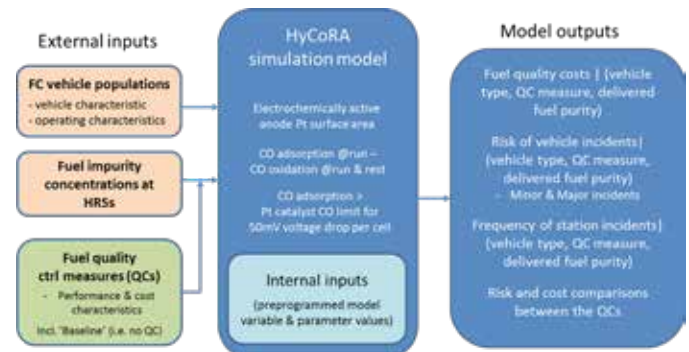 External inputs
FC vehicle populations
- vehicle characteristic
- operating characteristics
Fuel impurity
concentrations at
HRSs
Fuel quality
ctrl measures (QCs)
- Performance & cost
characteristics
Incl. 'Baseline' (i.e. no QC)
HyCoRA
simulation model
Electrochemically active
anode Pt surface area
CO adsorption @run –
CO oxidation @run & rest
CO adsorption >
Pt catalyst CO limit for
50mV voltage drop per cell
Internal inputs
(preprogrammed model
variable & parameter values)
Model outputs
Fuel quality costs | (vehicle
type, QC measure, delivered
fuel purity)
Risk of vehicle incidents|
(vehicle type, QC measure,
delivered fuel purity)
- Minor & Major incidents
Frequency of station incidents|
(vehicle type, QC measure,
delivered fuel purity)
Risk and cost comparisons
between the QCs